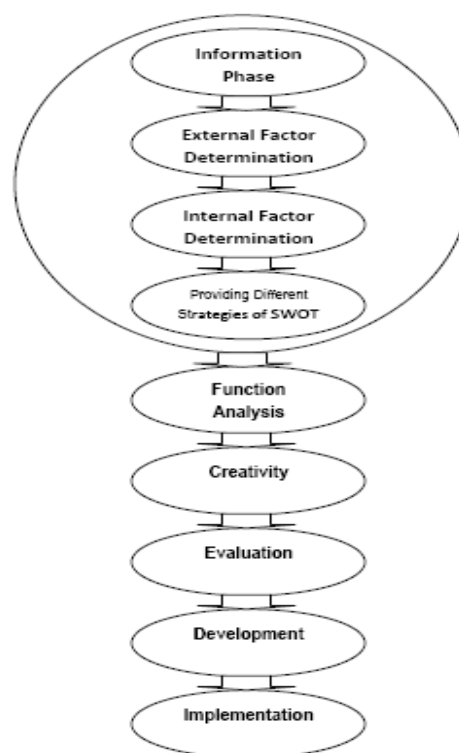 Information
Phase
External Factor
Determination
Internal Factor
Determination
Providing Different
Strategies of SWOT
Function
Analysis
Creativity
Evaluation
Development
Implementation